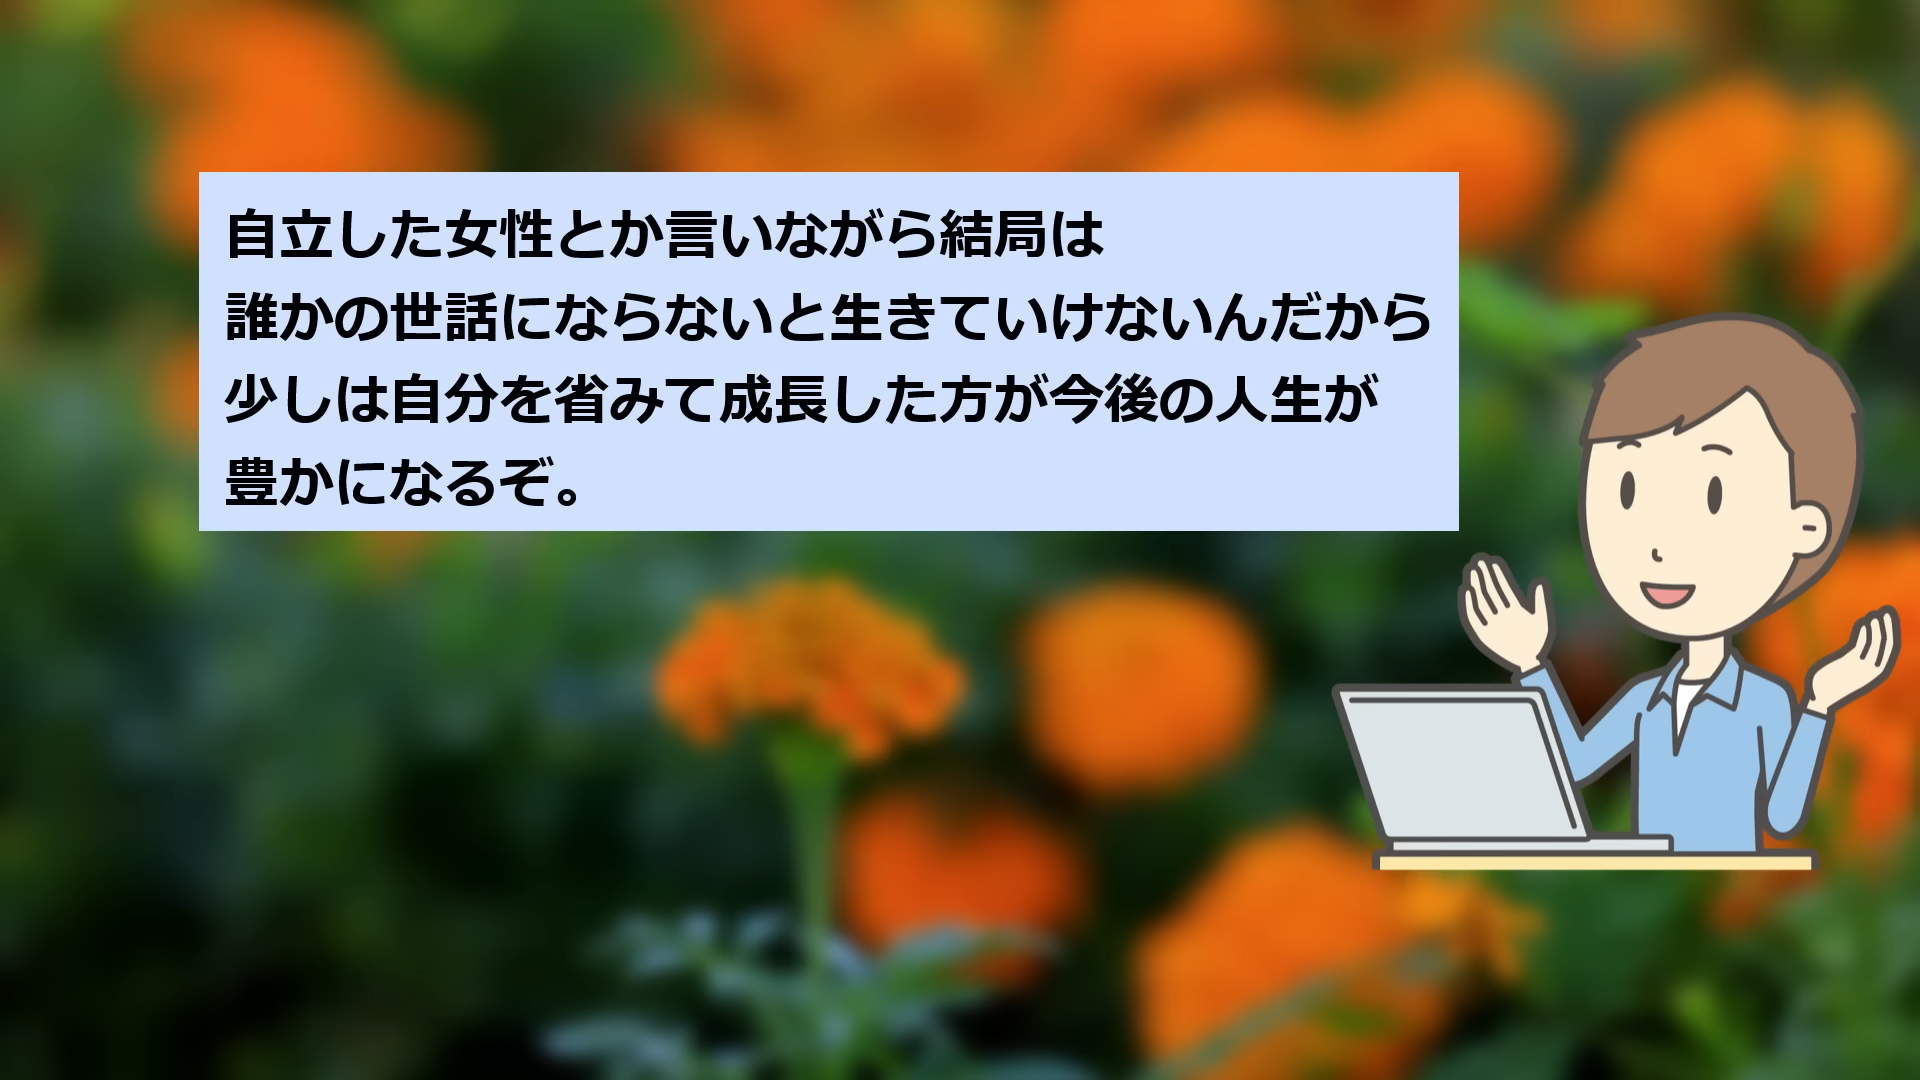 自立した女性とか言いながら結局は
誰かの世話にならないと生きていけないんだから
少しは自分を省みて成長した方が今後の人生が
豊かになるぞ。